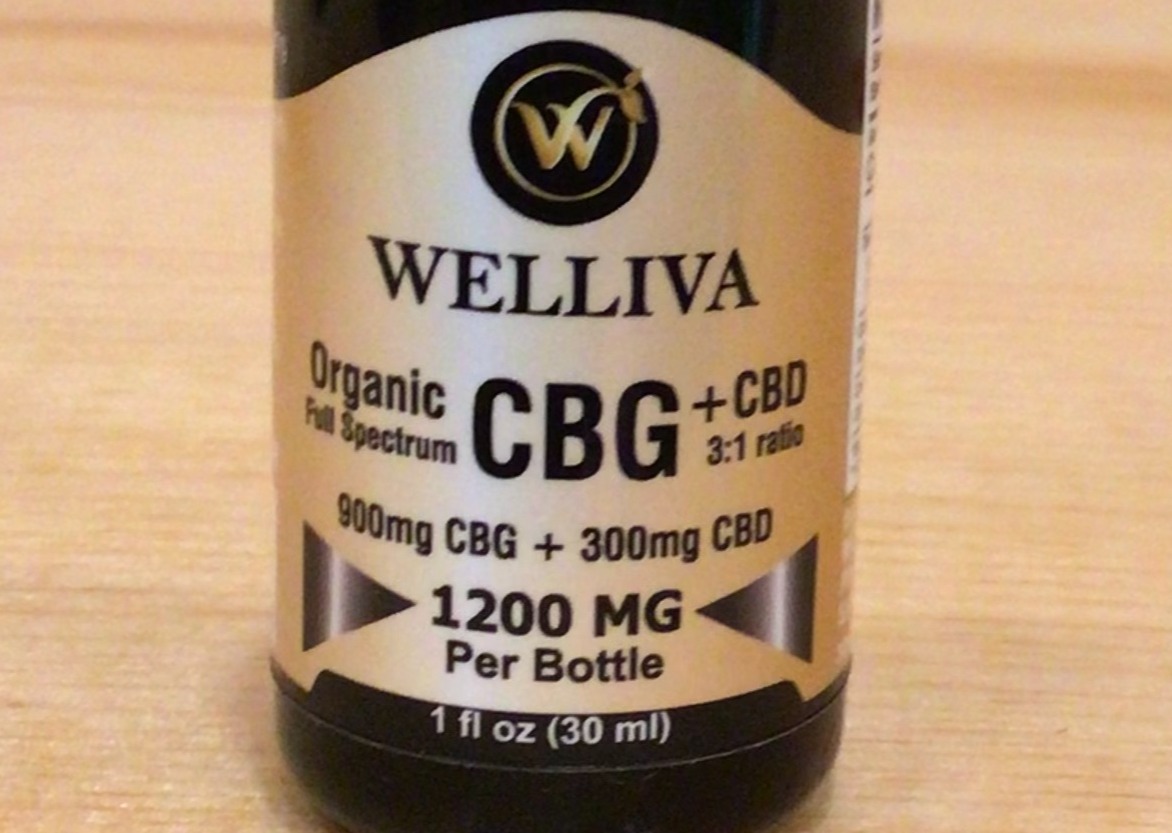 W
WELLIVA
Organic
Full Spectrum
CBG
+CBD
3:1 ratio
900mg CBG + 300mg CBD
1200 MG
Per Bottle
1 fl oz (30 ml)